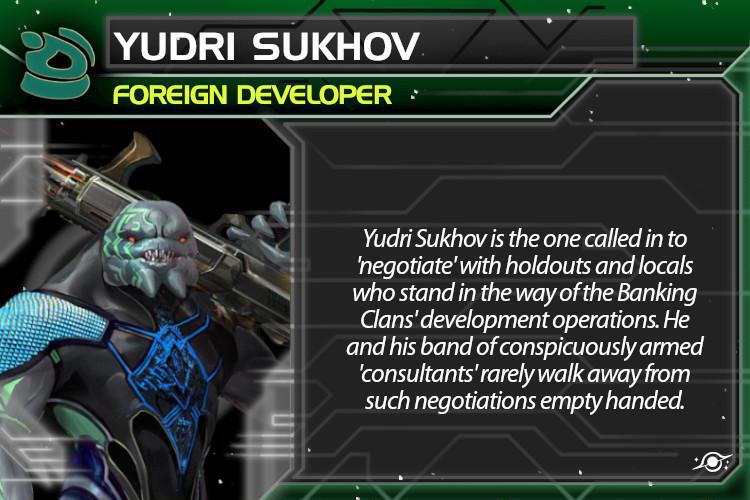 YUDRI SUKHOV
FOREIGN DEVELOPER
Yudri Sukhov is the one called in to
'negotiate' with holdouts and locals
who stand in the way of the Banking
Clans' development operations. He
and his band of conspicuously armed
'consultants' rarely walk away from
such negotiations empty handed.